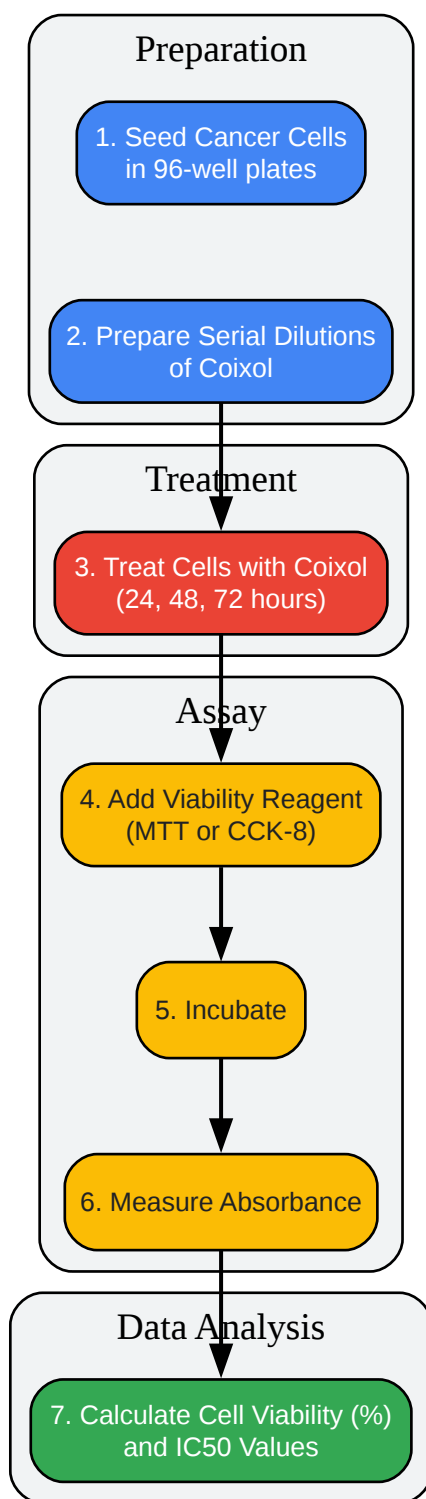 Preparation
1. Seed Cancer Cells
in 96-well plates
2. Prepare Serial Dilutions
of Coixol
Treatment
3. Treat Cells with Coixol
(24, 48, 72 hours)
Assay
4. Add Viability Reagent
(MTT or CCK-8)
5. Incubate
6. Measure Absorbance
Data Analysis
7. Calculate Cell Viability (%)
and IC50 Values